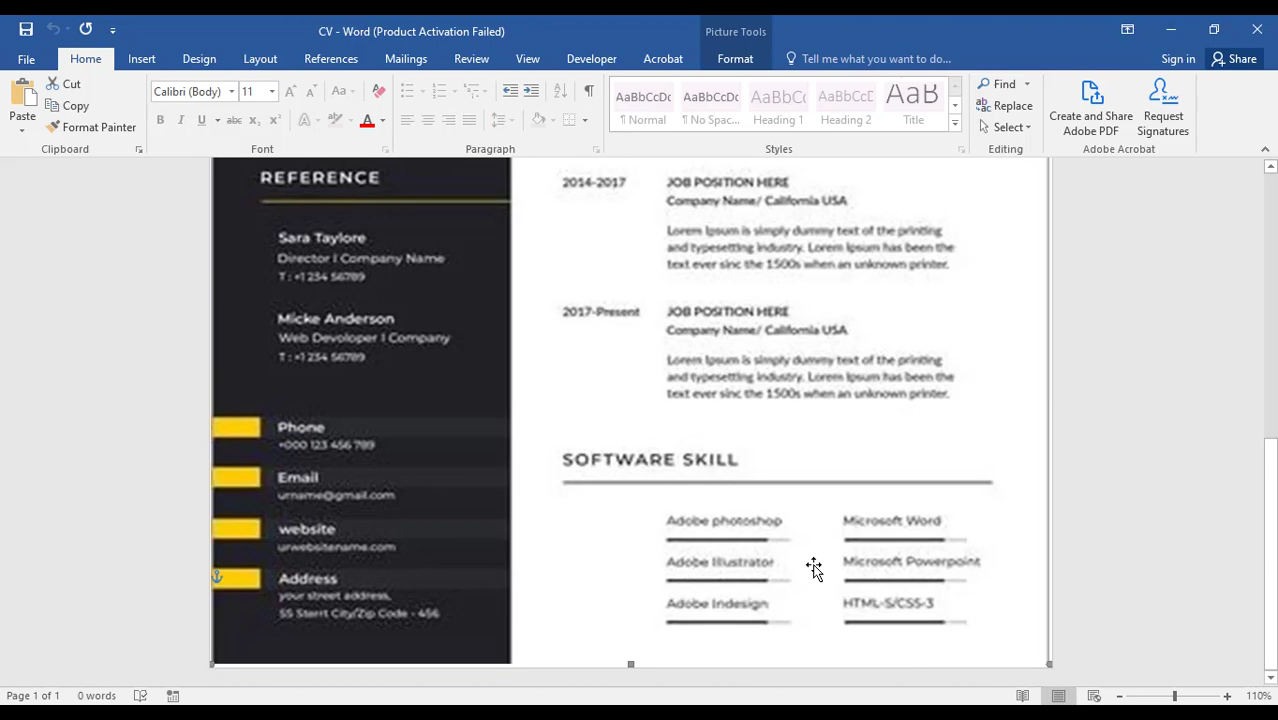 CV - Word (Product Activation Failed)
Picture Tools
File
Home
Insert
Design
Layout
References
Mailings
Review
View
Developer
Acrobat
Format
Tell me what you want to do...
Sign in
Share
Paste
Cut
Copy
Format Painter
Clipboard
Calibri (Body)
11
Font
Paragraph
AaBbCcDc
¶ Normal
AaBbCcDc
¶ No Spac...
AaBbCc
Heading 1
AaBbCcD
Heading 2
AaB
Title
Styles
Find
Replace
Select
Editing
Create and Share
Adobe PDF
Request
Signatures
Adobe Acrobat
REFERENCE
Sara Taylore
Director I Company Name
T : +1 234 56789
Micke Anderson
Web Devoloper I Company
T : +1 234 56789
Phone
+000 123 456 789
Email
urname@gmail.com
website
urwebsitename.com
Address
your street address,
55 Sterrt City/Zip Code - 456
2014-2017
JOB POSITION HERE
Company Name/ California USA
Lorem Ipsum is simply dummy text of the printing
and typesetting industry. Lorem Ipsum has been the
text ever sinc the 1500s when an unknown printer.
2017-Present
JOB POSITION HERE
Company Name/ California USA
Lorem Ipsum is simply dummy text of the printing
and typesetting industry. Lorem Ipsum has been the
text ever sinc the 1500s when an unknown printer.
SOFTWARE SKILL
Adobe photoshop
Microsoft Word
Adobe Illustrator
Microsoft Powerpoint
Adobe Indesign
HTML-5/CSS-3
Page 1 of 1
0 words
110%